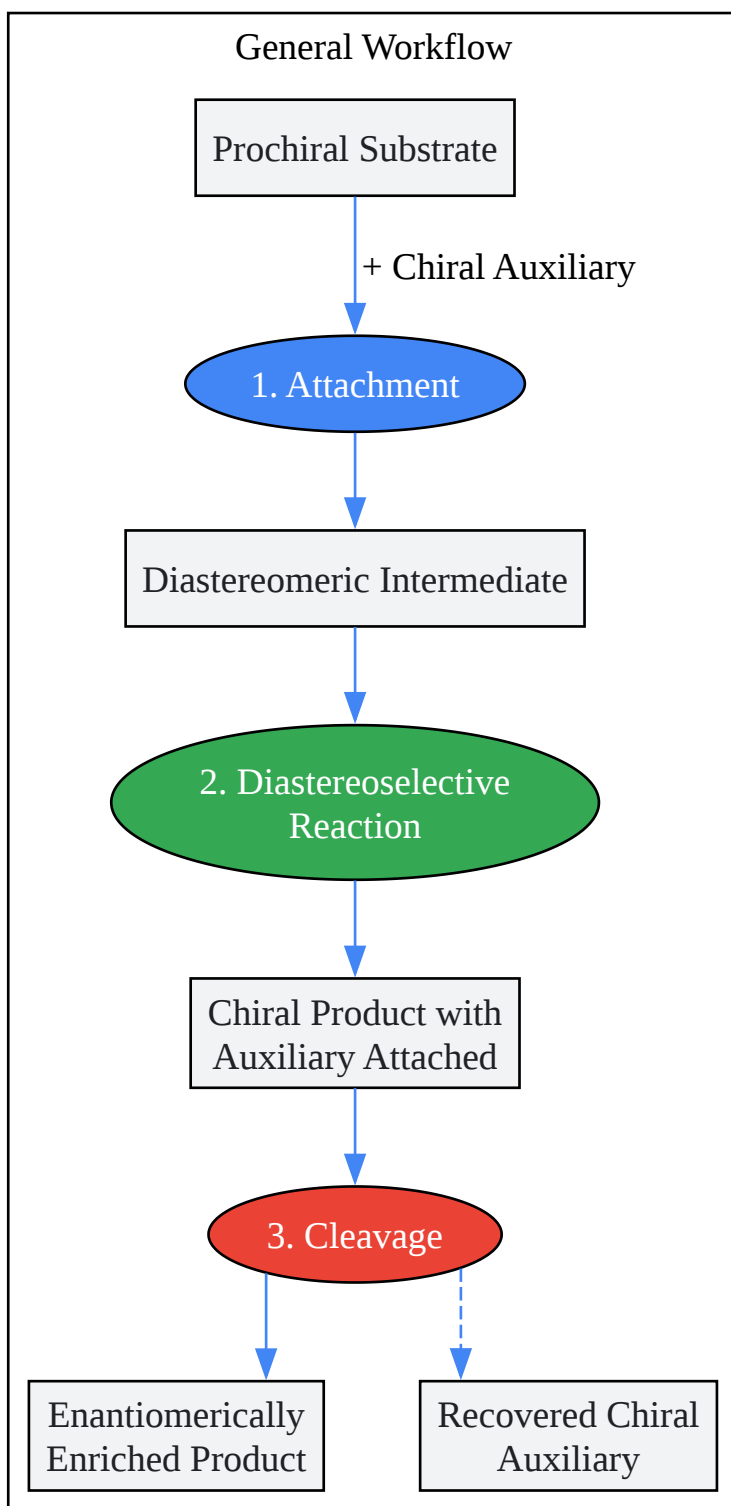 General Workflow
Prochiral Substrate
+ Chiral Auxiliary
1. Attachment
Diastereomeric Intermediate
2. Diastereoselective
Reaction
Chiral Product with
Auxiliary Attached
3. Cleavage
Enantiomerically
Enriched Product
Recovered Chiral
Auxiliary